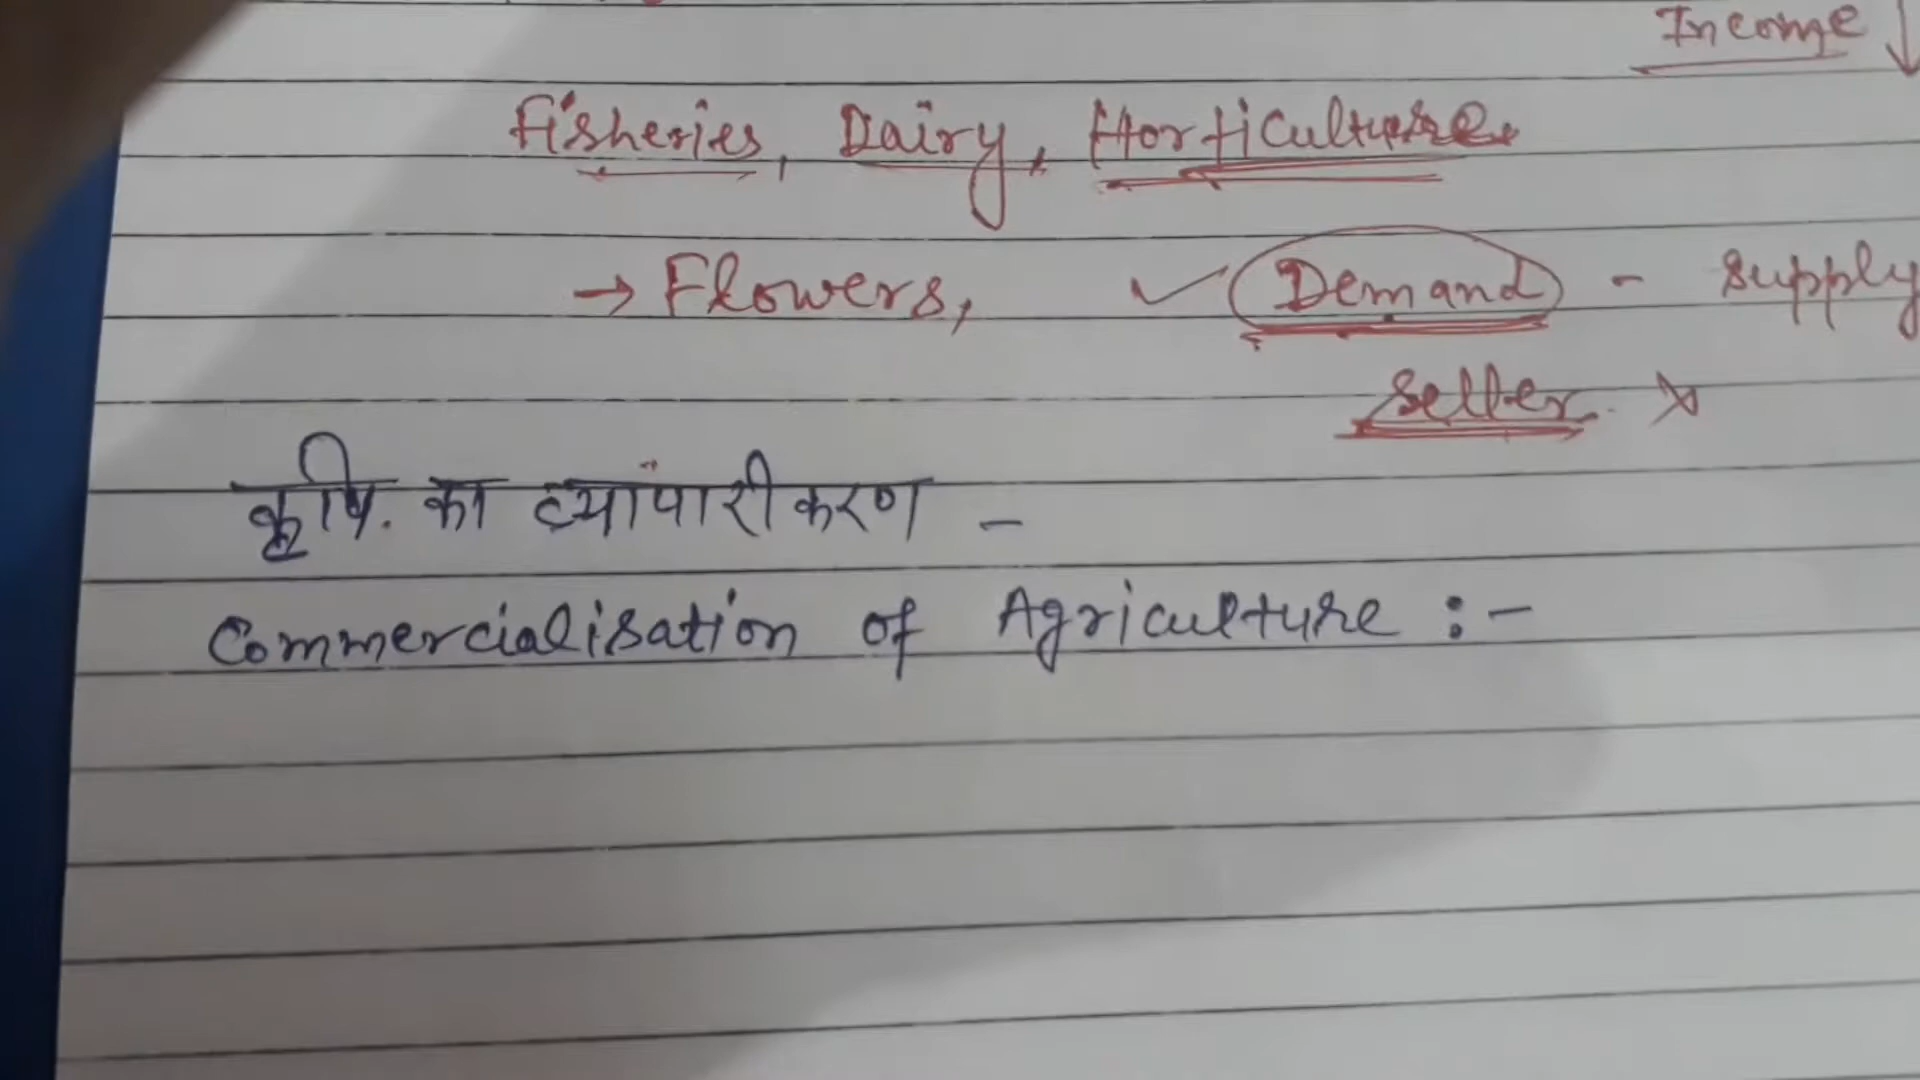 Income ↓
Fisheries, Dairy, Horticulture
→ Flowers, ✓ Demand - Supply
Seller x
कृषि का व्यापारीकरण -
Commercialisation of Agriculture :-